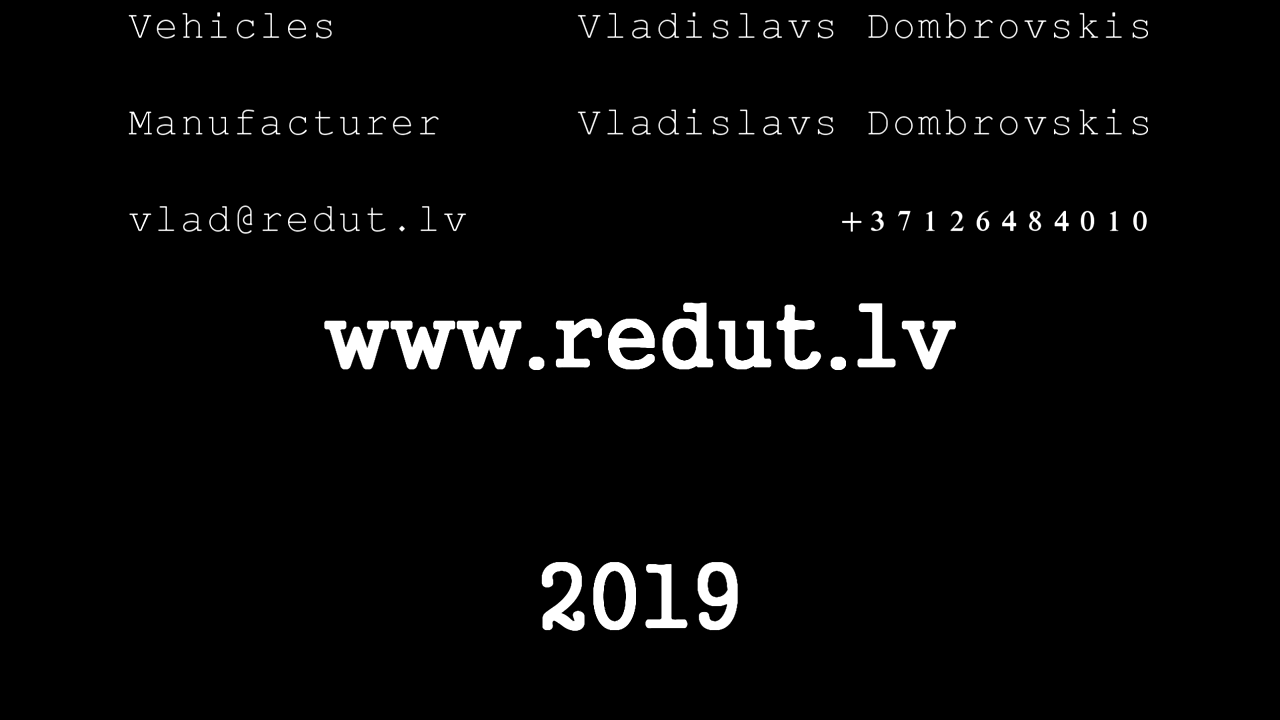 Vehicles Vladislavs Dombrovskis
Manufacturer Vladislavs Dombrovskis
vlad@redut.lv +37126484010
www.redut.lv
2019